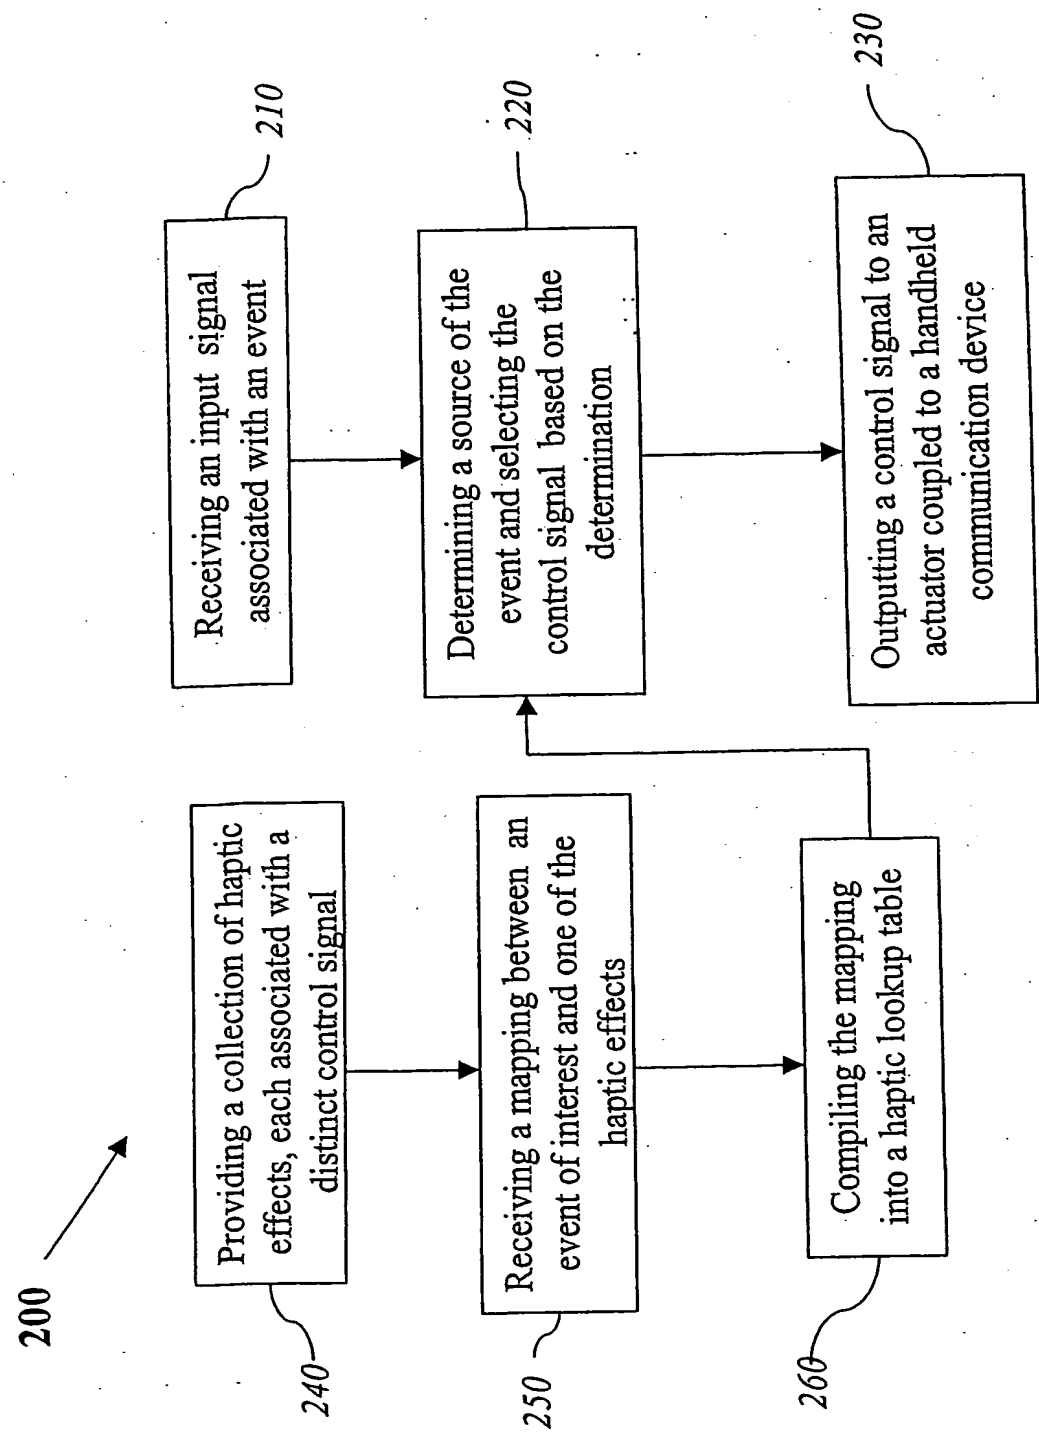 200
240
Providing a collection of haptic
effects, each associated with a
distinct control signal
250
Receiving a mapping between an
event of interest and one of the
haptic effects
260
Compiling the mapping
into a haptic lookup table
210
Receiving an input signal
associated with an event
220
Determining a source of the
event and selecting the
control signal based on the
determination
230
Outputting a control signal to an
actuator coupled to a handheld
communication device